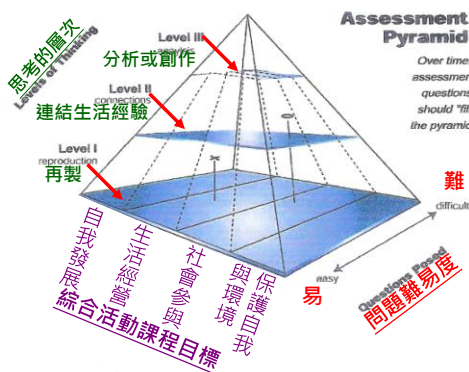 Assessment
Pyramid
Over time,
assessment
questions
should "fill"
the pyramid
思考的層次
Levels of Thinking
Level III
analysis
分析或創作
Level II
connections
連結生活經驗
Level I
reproduction
再製
難
difficult
easy
易
Questions Posed
問題難易度
自我發展
生活經營
社會參與
保護自我
與環境
綜合活動課程目標